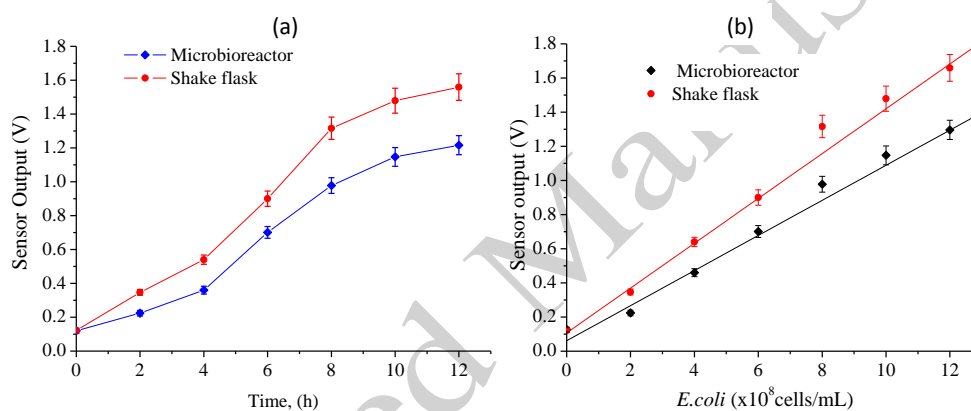 (a)
1.8
1.6
1.4
1.2
1.0
0.8
0.6
0.4
0.2
0.0
Sensor Output (V)
Microbioreactor
Shake flask
0 2 4 6 8 10 12
Time, (h)
(b)
1.8
1.6
1.4
1.2
1.0
0.8
0.6
0.4
0.2
0.0
Sensor output (V)
Microbioreactor
Shake flask
0 2 4 6 8 10 12
E.coli (x10⁸cells/mL)
ed Manus